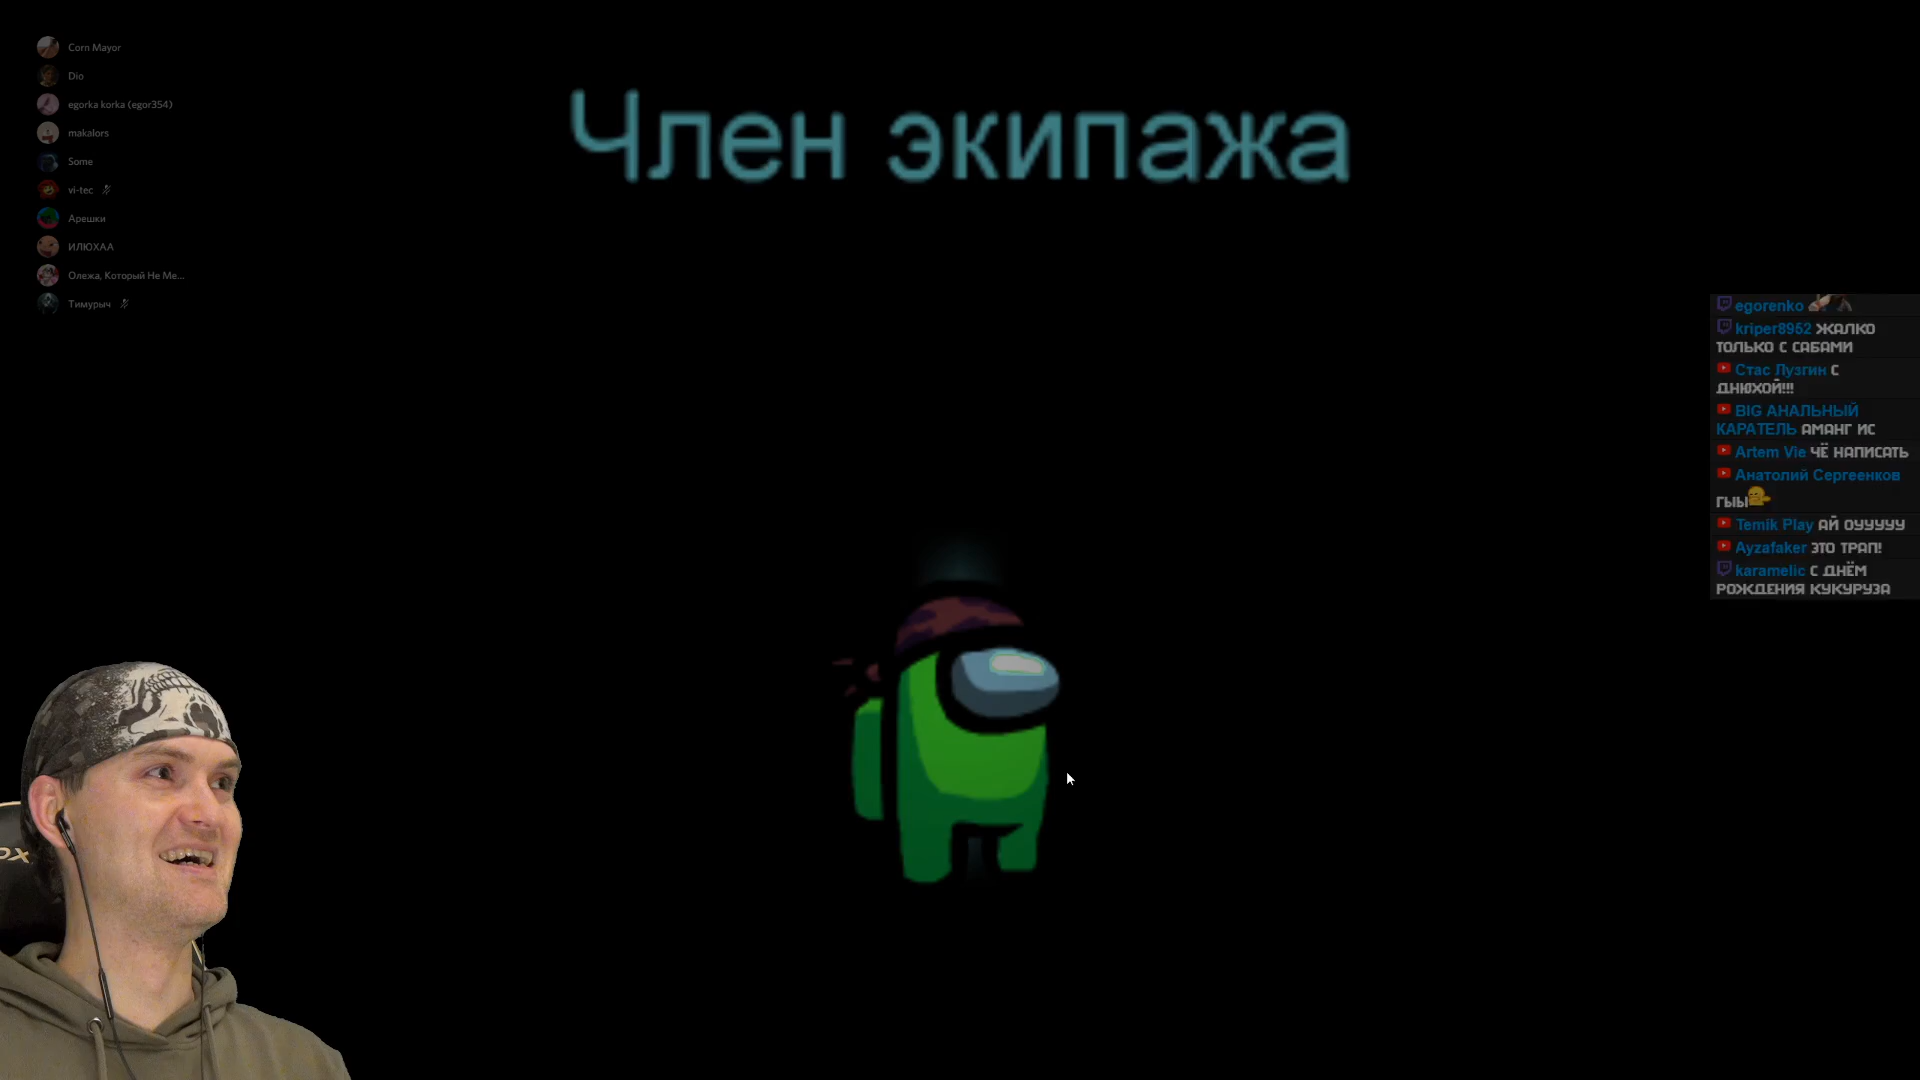 Corn Mayor
Dio
egorka korka (egor354)
makalors
Some
vi-tec
Арешки
ИЛЮХАА
Олежа, Который Не Ме...
Тимурыч
Член экипажа
egorenko
kriper8952 ЖАЛКО
ТОЛЬКО С САБАМИ
Стас Лузгин С
ДНЮХОЙ!!!
BIG АНАЛЬНЫЙ
КАРАТЕЛЬ АМАНГ ИС
Artem Vie ЧЁ НАПИСАТЬ
Анатолий Сергеенков
ГЫЫ
Temik Play АЙ ОУУУУУ
Ayzafaker ЭТО ТРАП!
karamelic С ДНЁМ
РОЖДЕНИЯ КУКУРУЗА
OX